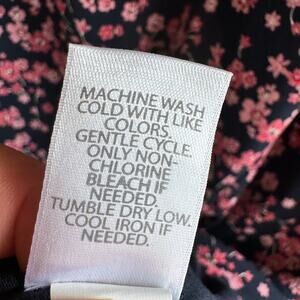 MACHINE WASH
COLD WITH LIKE
COLORS.
GENTLE CYCLE.
ONLY NON-
CHLORINE
BLEACH IF
NEEDED.
TUMBLE DRY LOW.
COOL IRON IF
NEEDED.